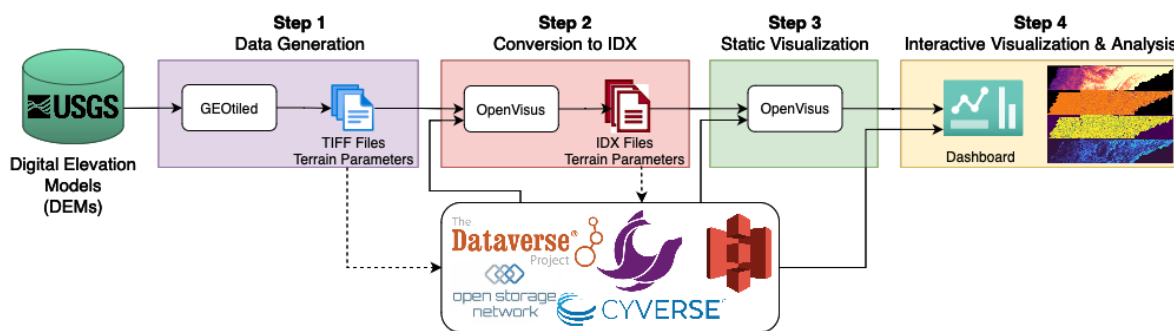 Step 1
Data Generation
Step 2
Conversion to IDX
Step 3
Static Visualization
Step 4
Interactive Visualization & Analysis
USGS
Digital Elevation
Models
(DEMs)
GEOtiled
TIFF Files
Terrain Parameters
OpenVisus
IDX Files
Terrain Parameters
OpenVisus
Dashboard
The
Dataverse®
Project
open storage
network
CYVERSE